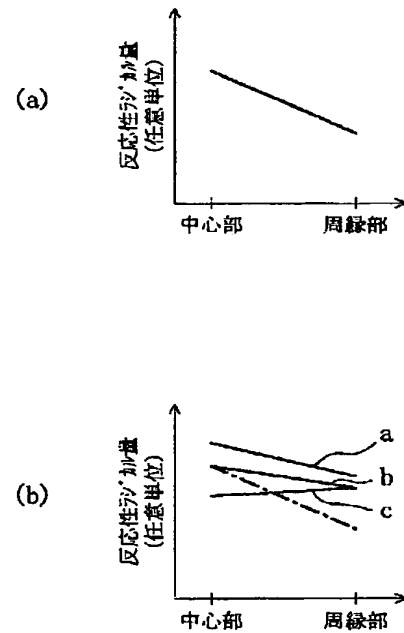 (a)
反応性ラジカル量
(任意単位)
中心部
周縁部
(b)
反応性ラジカル量
(任意単位)
a
b
c
中心部
周縁部